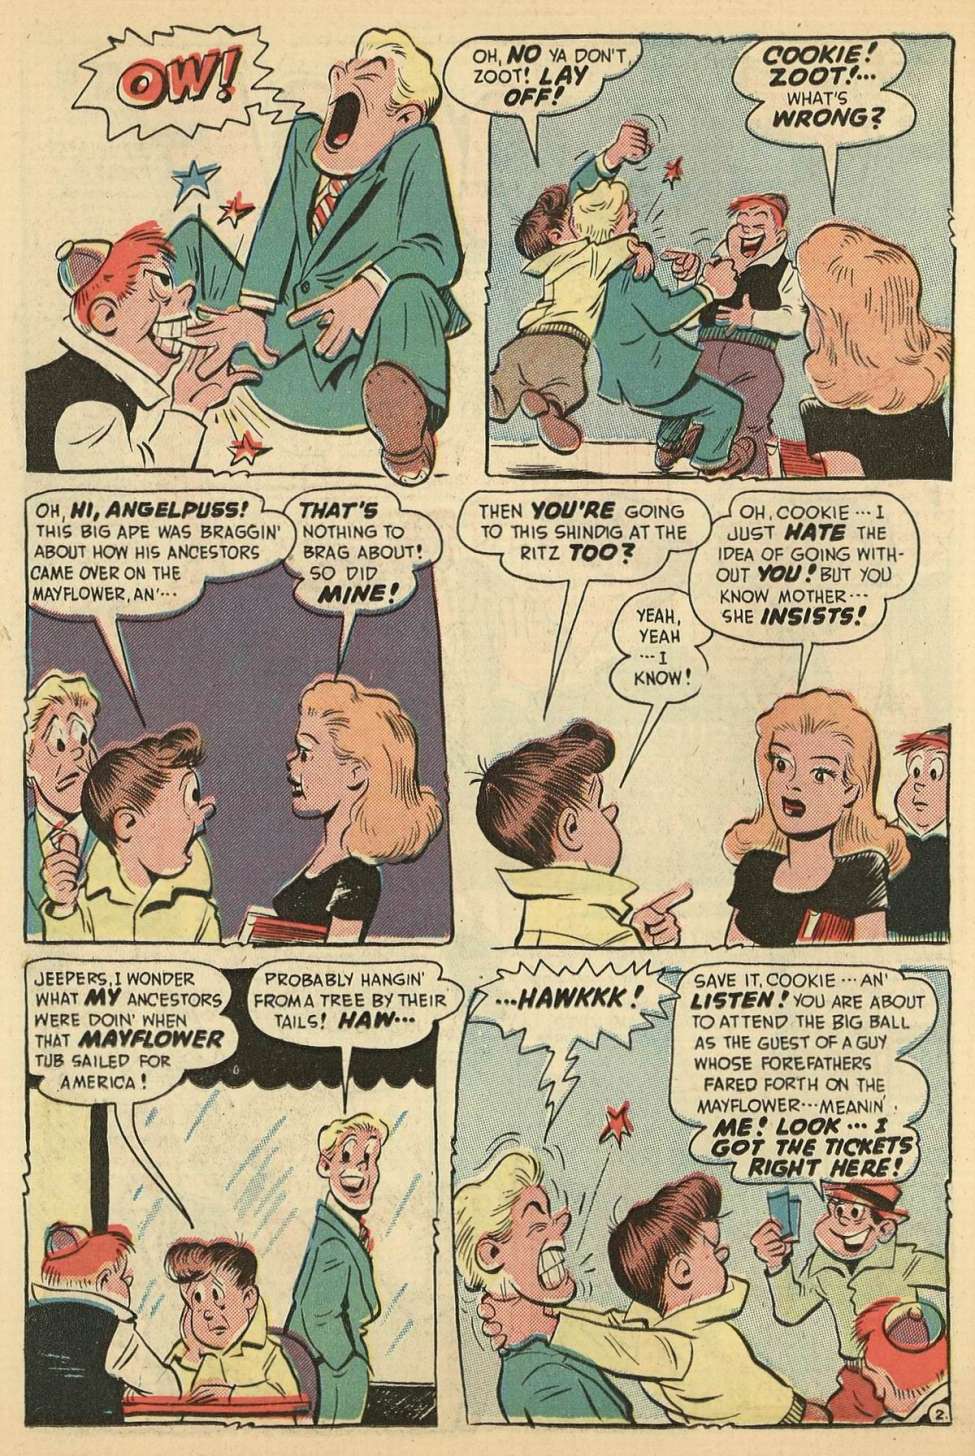 OW!
OH, NO YA DON'T,
ZOOT! LAY
OFF!
COOKIE!
ZOOT!...
WHAT'S
WRONG?
OH, HI, ANGELPUSS!
THIS BIG APE WAS BRAGGIN'
ABOUT HOW HIS ANCESTORS
CAME OVER ON THE
MAYFLOWER, AN'...
THAT'S
NOTHING TO
BRAG ABOUT!
SO DID
MINE!
THEN YOU'RE GOING
TO THIS SHINDIG AT THE
RITZ TOO?
OH, COOKIE... I
JUST HATE THE
IDEA OF GOING WITH-
OUT YOU! BUT YOU
KNOW MOTHER...
SHE INSISTS!
YEAH,
YEAH
...I
KNOW!
JEEPERS, I WONDER
WHAT MY ANCESTORS
WERE DOIN' WHEN
THAT MAYFLOWER
TUB SAILED FOR
AMERICA!
PROBABLY HANGIN'
FROM A TREE BY THEIR
TAILS! HAW...
...HAWKKK!
SAVE IT, COOKIE... AN'
LISTEN! YOU ARE ABOUT
TO ATTEND THE BIG BALL
AS THE GUEST OF A GUY
WHOSE FOREFATHERS
FARED FORTH ON THE
MAYFLOWER...MEANIN'
ME! LOOK... I
GOT THE TICKETS
RIGHT HERE!
2